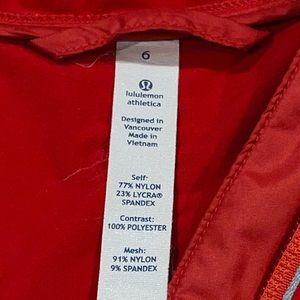 6
lululemon
athletica
Designed in
Vancouver
Made in
Vietnam
Self:
77% NYLON
23% LYCRA®
SPANDEX
Contrast:
100% POLYESTER
Mesh:
91% NYLON
9% SPANDEX